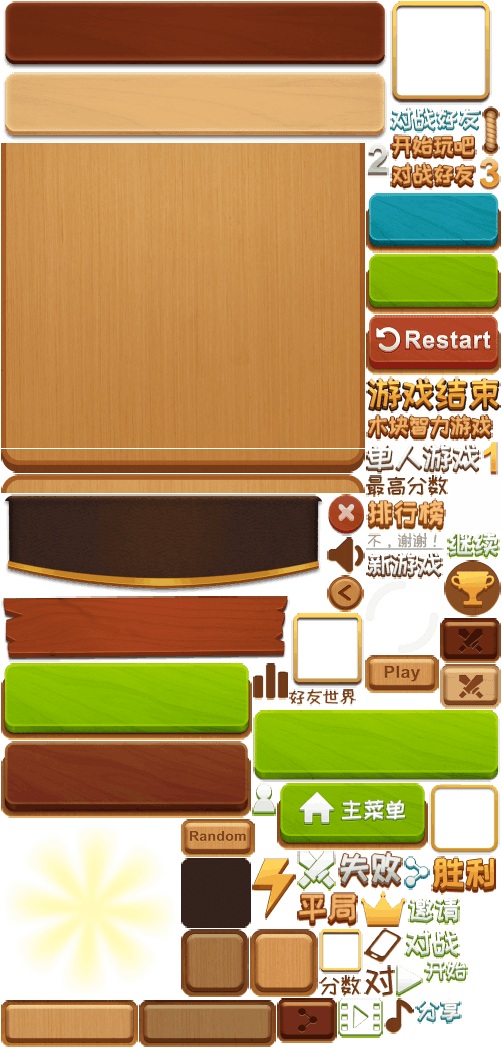 对战好友
开始玩吧
2
对战好友
3
Restart
游戏结束
木块智力游戏
单人游戏
1
最高分数
排行榜
不，谢谢！
继续
新游戏
Play
好友世界
主菜单
Random
失败
胜利
平局
邀请
对战
分数
对
开始
分享